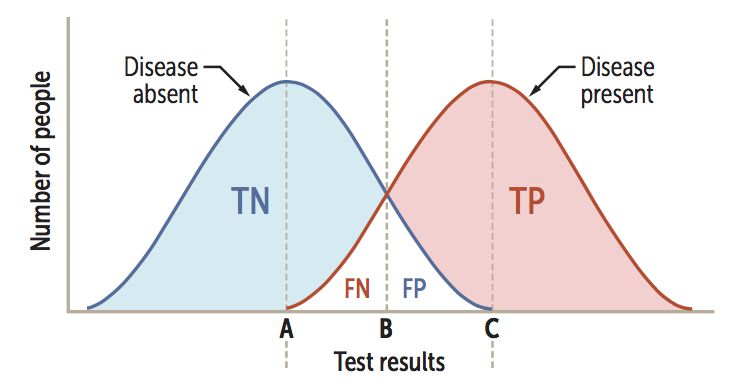 Disease
absent
Disease
present
Number of people
TN
TP
FN
FP
A
B
C
Test results